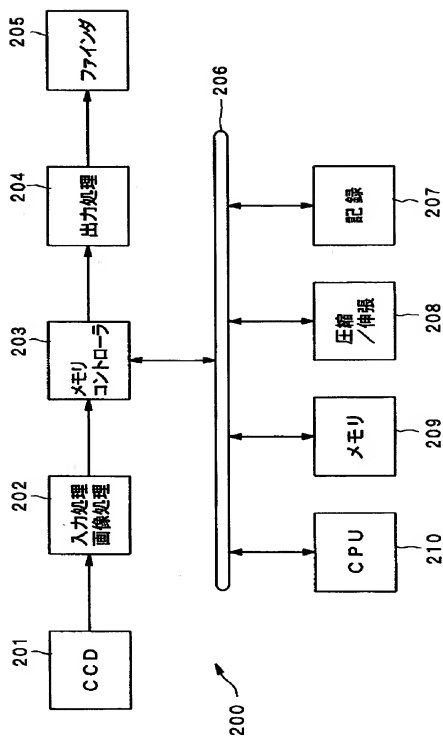 205
ファインダ
204
出力処理
203
メモリ
コントローラ
202
入力処理
画像処理
201
CCD
206
200
記録
207
圧縮
/伸張
208
メモリ
209
CPU
210